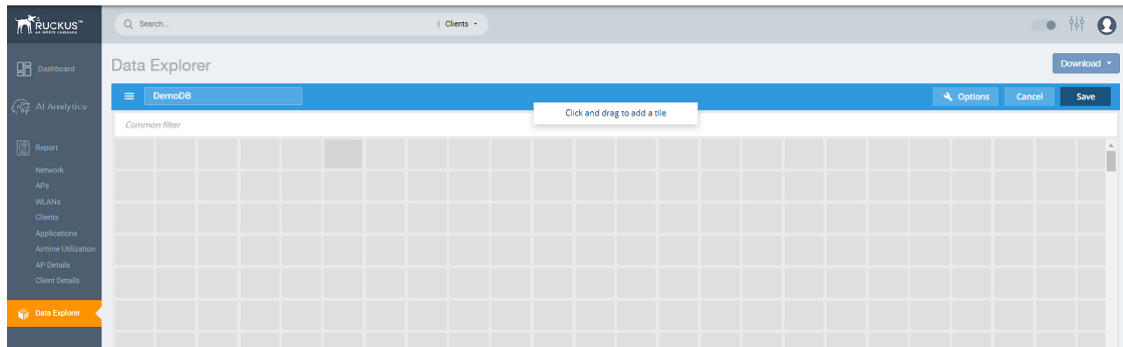 RUCKUS™
an ARRIS company
Search...
Clients
Dashboard
Data Explorer
Download
AI Analytics
DemoDB
Options
Cancel
Save
Click and drag to add a tile
Common filter
Report
Network
APs
WLANs
Clients
Applications
Airtime Utilization
AP Details
Client Details
Data Explorer